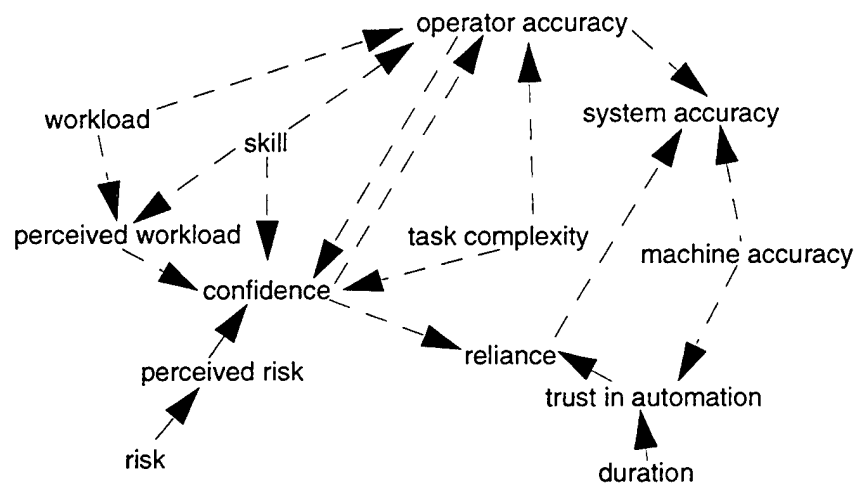 operator accuracy
workload
system accuracy
skill
perceived workload
task complexity
machine accuracy
confidence
reliance
perceived risk
trust in automation
risk
duration